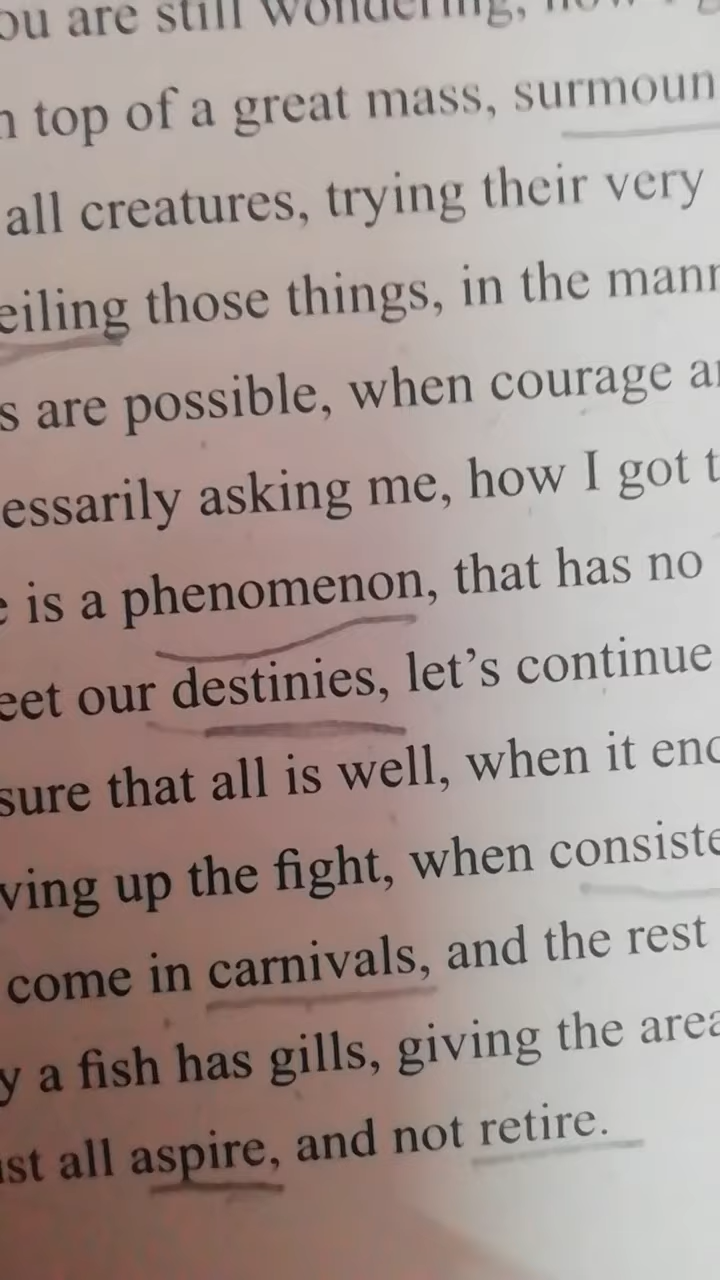 ou are still wondering,
top of a great mass, surmoun
all creatures, trying their very
eiling those things, in the mann
s are possible, when courage
essarily asking me, how I got t
is a phenomenon, that has no
eet our destinies, let’s continue
sure that all is well, when it
ving up the fight, when consiste
come in carnivals, and the rest
y a fish has gills, giving the area
st all aspire, and not retire.